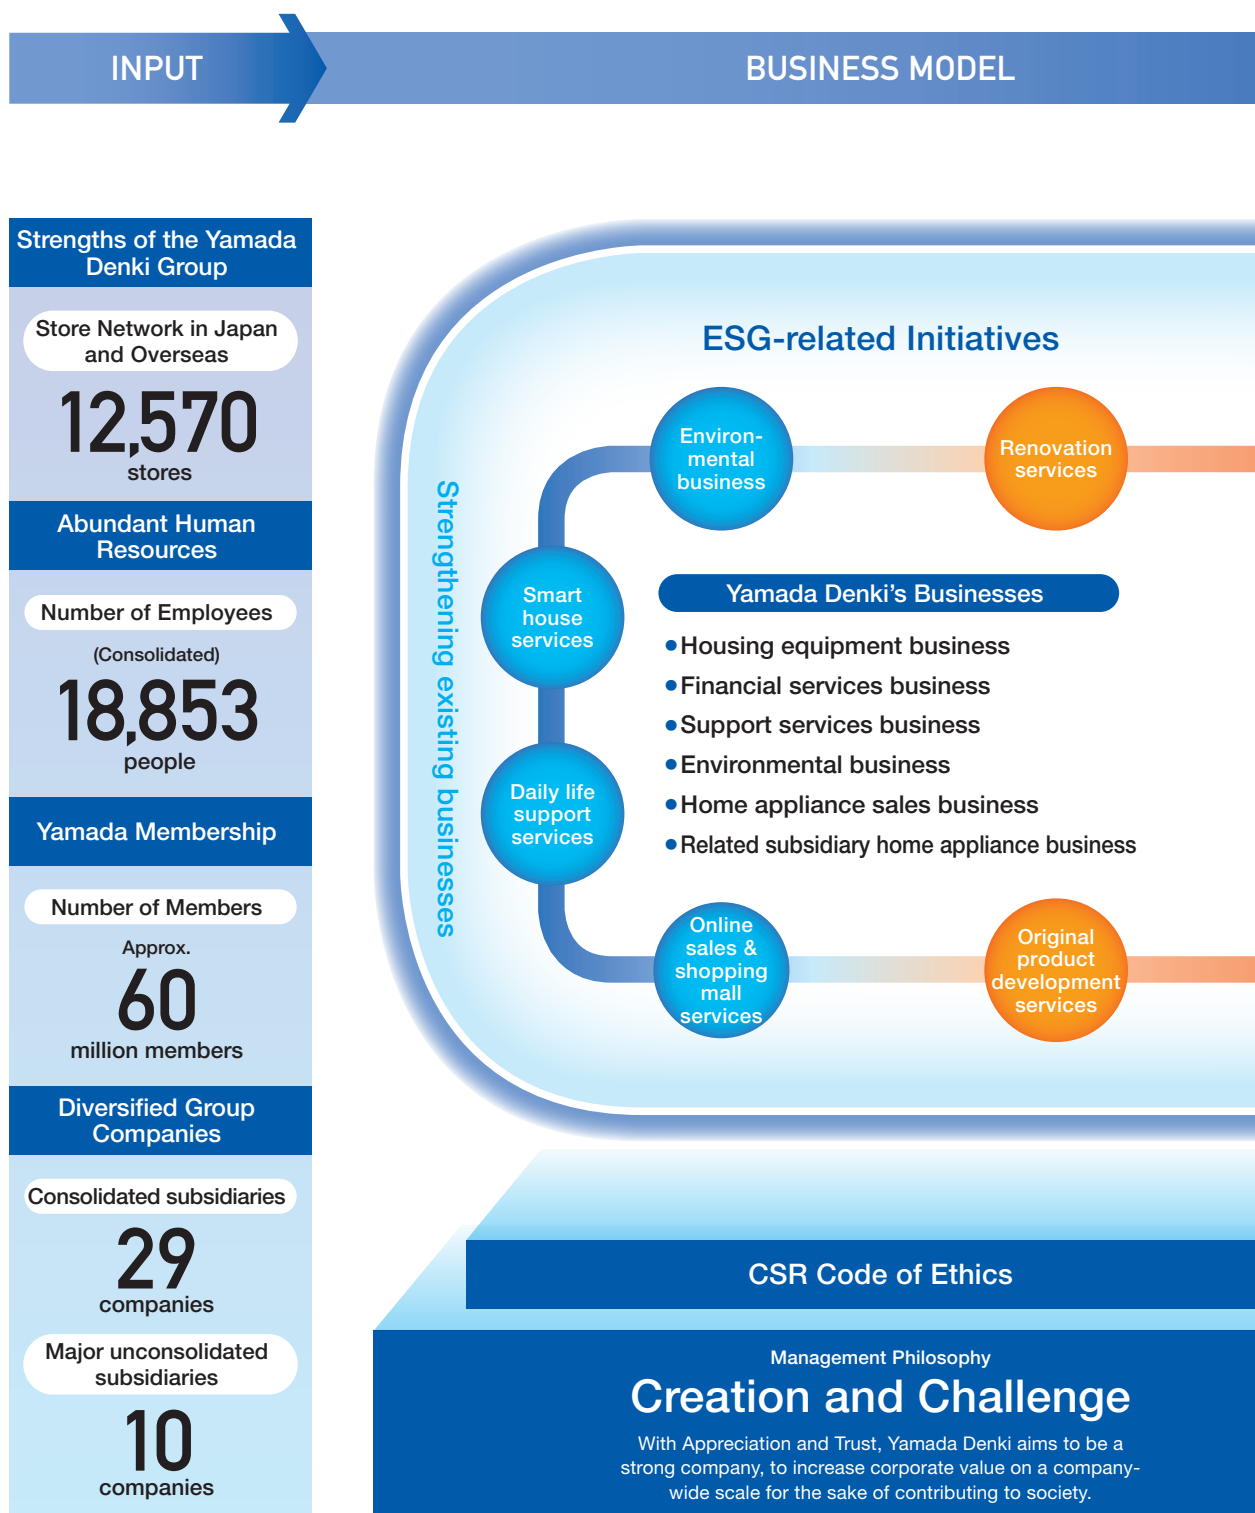 INPUT
BUSINESS MODEL
Strengths of the Yamada
Denki Group
Store Network in Japan
and Overseas
12,570
stores
Abundant Human
Resources
Number of Employees
(Consolidated)
18,853
people
Yamada Membership
Number of Members
Approx.
60
million members
Diversified Group
Companies
Consolidated subsidiaries
29
companies
Major unconsolidated
subsidiaries
10
companies
ESG-related Initiatives
Strengthening existing businesses
Environ-
mental
business
Renovation
services
Smart
house
services
Daily life
support
services
Yamada Denki's Businesses
●Housing equipment business
●Financial services business
●Support services business
●Environmental business
●Home appliance sales business
●Related subsidiary home appliance business
Online
sales &
shopping
mall
services
Original
product
development
services
CSR Code of Ethics
Management Philosophy
Creation and Challenge
With Appreciation and Trust, Yamada Denki aims to be a
strong company, to increase corporate value on a company-
wide scale for the sake of contributing to society.